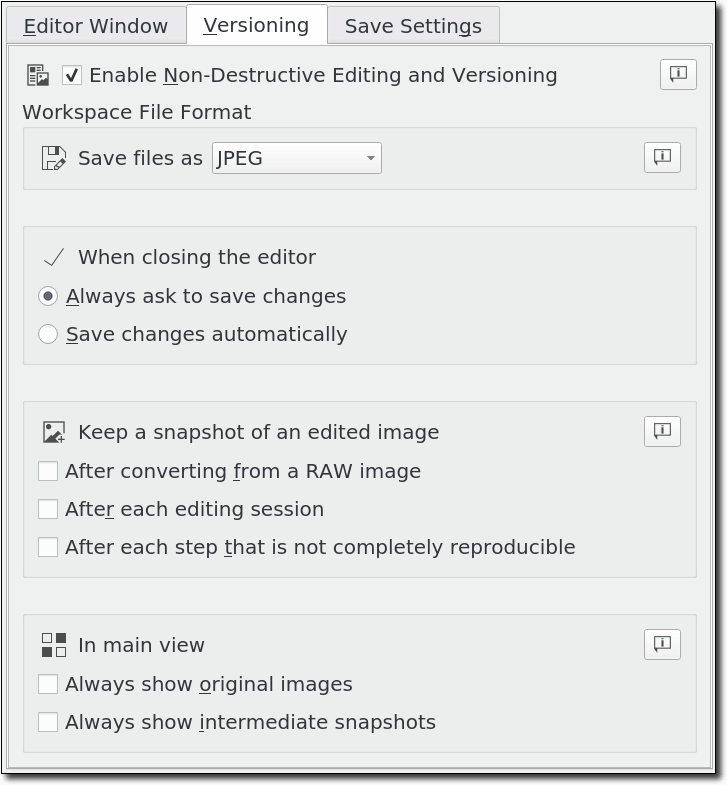 Editor Window Versioning Save Settings
Enable Non-Destructive Editing and Versioning
Workspace File Format
Save files as JPEG
When closing the editor
Always ask to save changes
Save changes automatically
Keep a snapshot of an edited image
After converting from a RAW image
After each editing session
After each step that is not completely reproducible
In main view
Always show original images
Always show intermediate snapshots